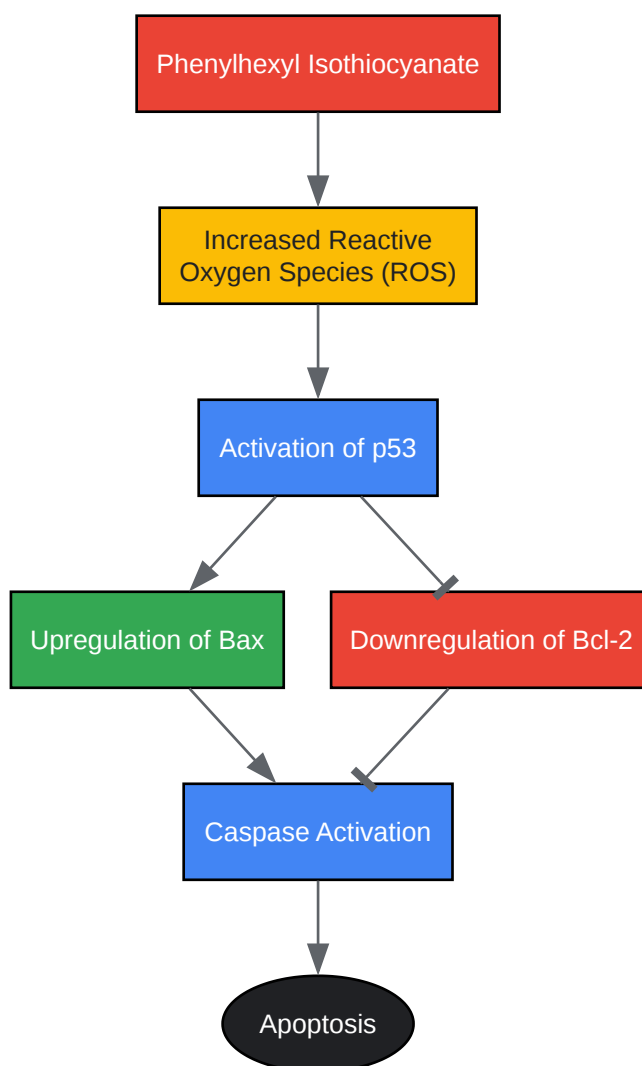 Phenylhexyl Isothiocyanate
Increased Reactive
Oxygen Species (ROS)
Activation of p53
Upregulation of Bax
Downregulation of Bcl-2
Caspase Activation
Apoptosis